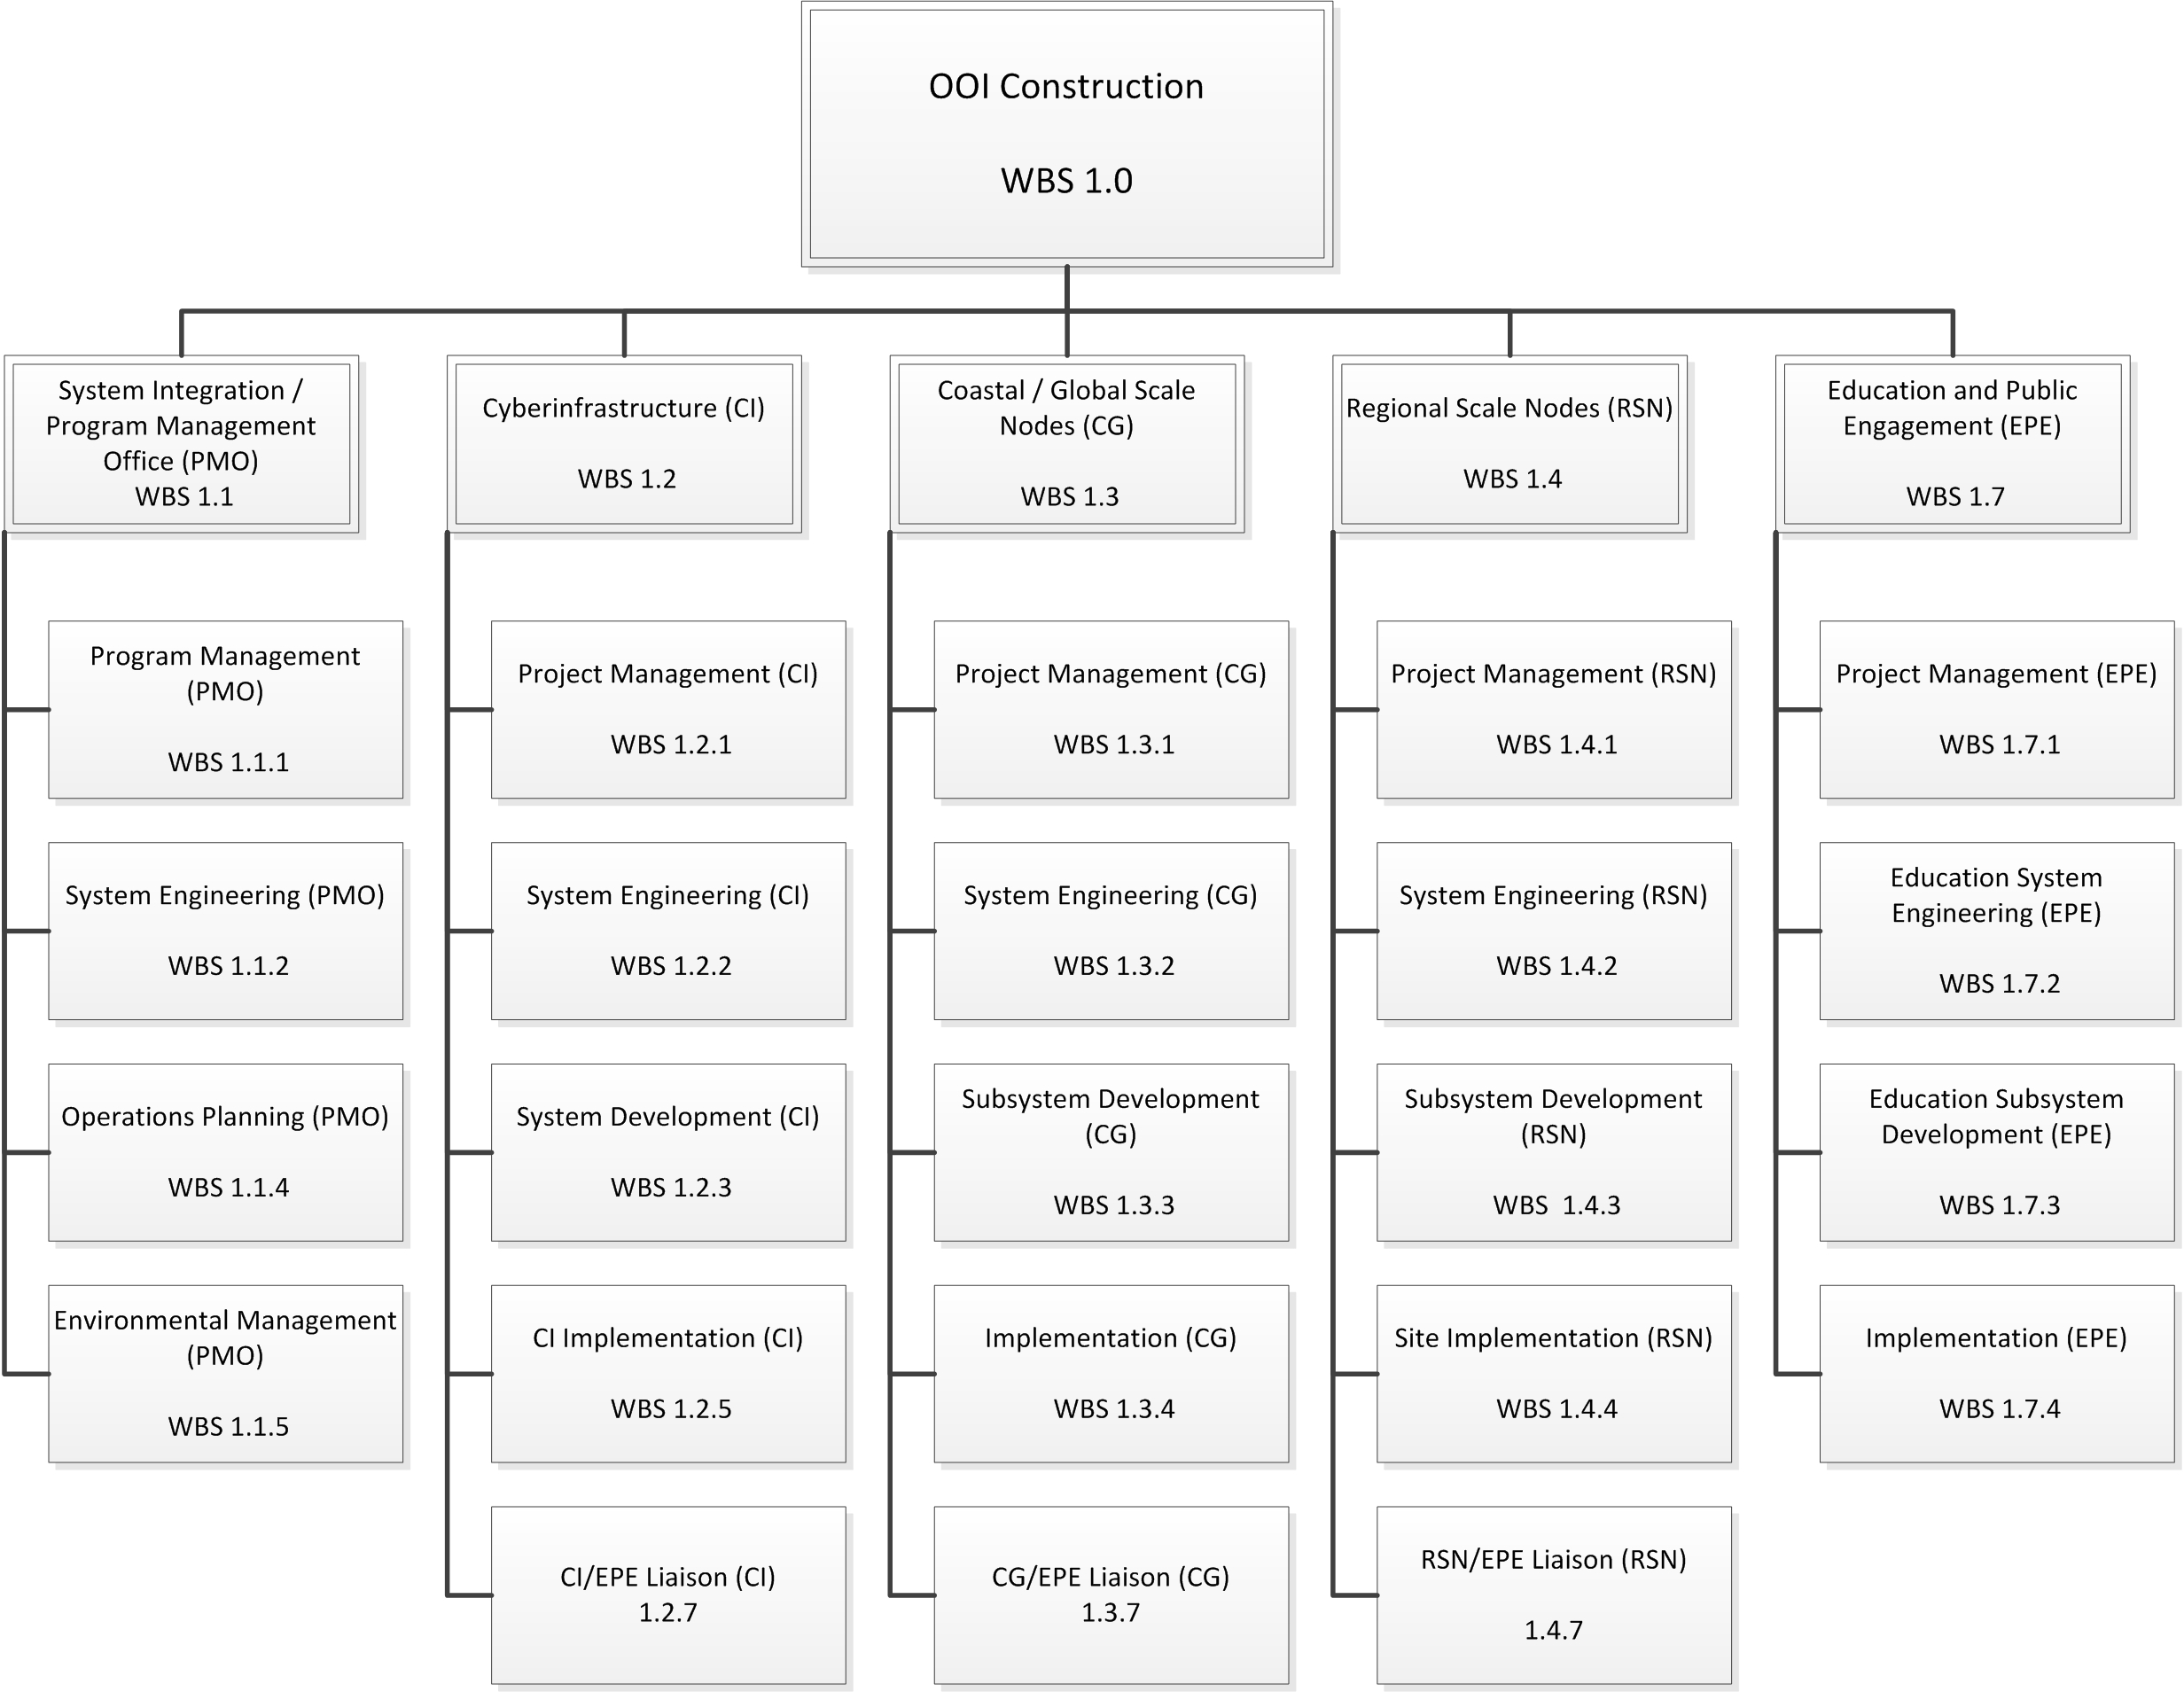 OOI Construction
WBS 1.0
System Integration /
Program Management
Office (PMO)
WBS 1.1
Cyberinfrastructure (CI)
WBS 1.2
Coastal / Global Scale
Nodes (CG)
WBS 1.3
Regional Scale Nodes (RSN)
WBS 1.4
Education and Public
Engagement (EPE)
WBS 1.7
Program Management
(PMO)
WBS 1.1.1
System Engineering (PMO)
WBS 1.1.2
Operations Planning (PMO)
WBS 1.1.4
Environmental Management
(PMO)
WBS 1.1.5
Project Management (CI)
WBS 1.2.1
System Engineering (CI)
WBS 1.2.2
System Development (CI)
WBS 1.2.3
CI Implementation (CI)
WBS 1.2.5
CI/EPE Liaison (CI)
1.2.7
Project Management (CG)
WBS 1.3.1
System Engineering (CG)
WBS 1.3.2
Subsystem Development
(CG)
WBS 1.3.3
Implementation (CG)
WBS 1.3.4
CG/EPE Liaison (CG)
1.3.7
Project Management (RSN)
WBS 1.4.1
System Engineering (RSN)
WBS 1.4.2
Subsystem Development
(RSN)
WBS  1.4.3
Site Implementation (RSN)
WBS 1.4.4
RSN/EPE Liaison (RSN)
1.4.7
Project Management (EPE)
WBS 1.7.1
Education System
Engineering (EPE)
WBS 1.7.2
Education Subsystem
Development (EPE)
WBS 1.7.3
Implementation (EPE)
WBS 1.7.4